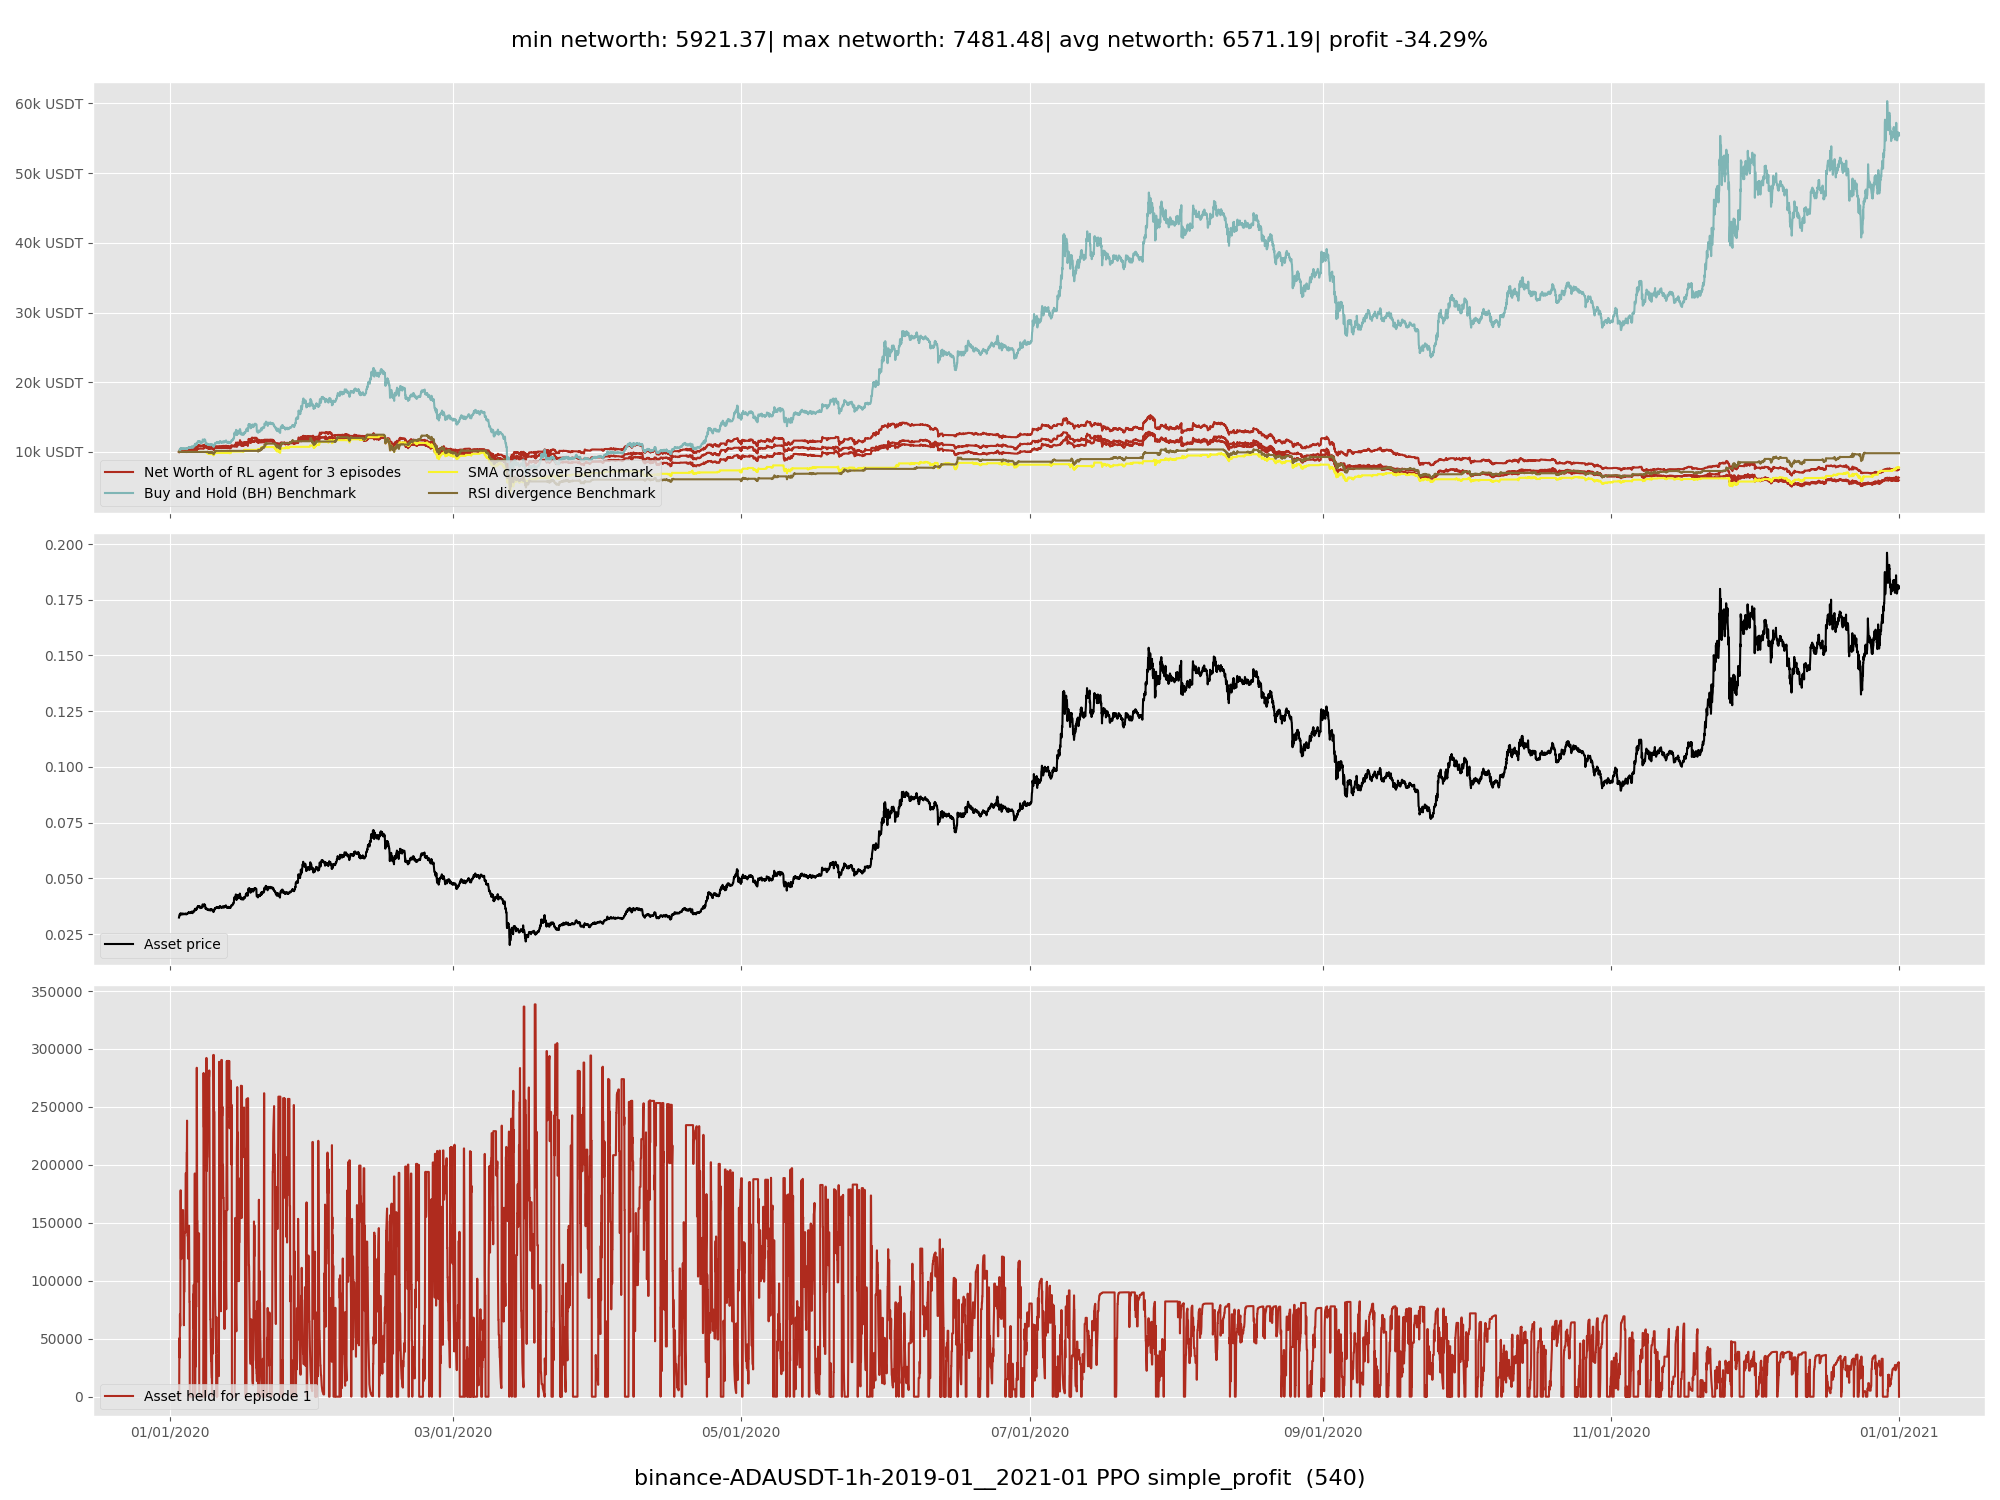 min networth: 5921.37| max networth: 7481.48| avg networth: 6571.19| profit -34.29%
60k USDT
50k USDT
40k USDT
30k USDT
20k USDT
10k USDT
Net Worth of RL agent for 3 episodes
Buy and Hold (BH) Benchmark
SMA crossover Benchmark
RSI divergence Benchmark
0.200
0.175
0.150
0.125
0.100
0.075
0.050
0.025
Asset price
350000
300000
250000
200000
150000
100000
50000
0
Asset held for episode 1
01/01/2020 03/01/2020 05/01/2020 07/01/2020 09/01/2020 11/01/2020 01/01/2021
binance-ADAUSDT-1h-2019-01__2021-01 PPO simple_profit (540)